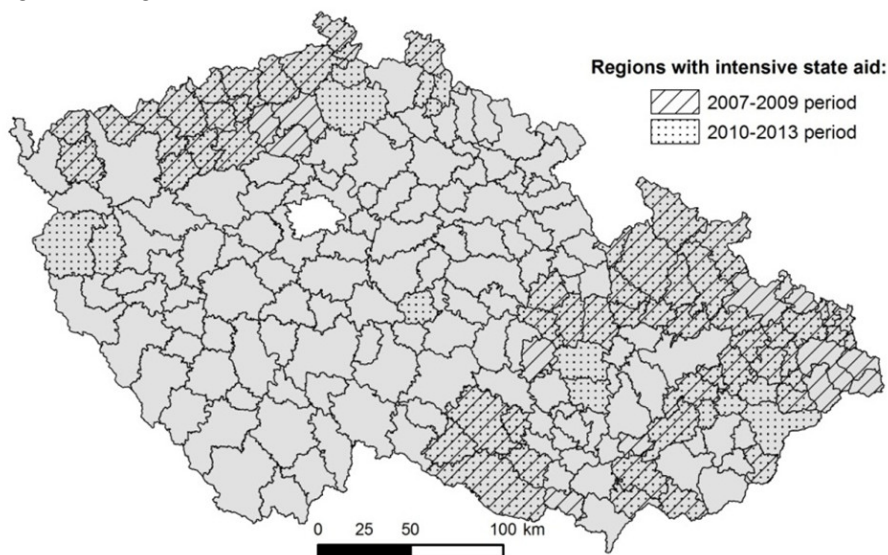 Regions with intensive state aid:
2007-2009 period
2010-2013 period
0 25 50 100 km